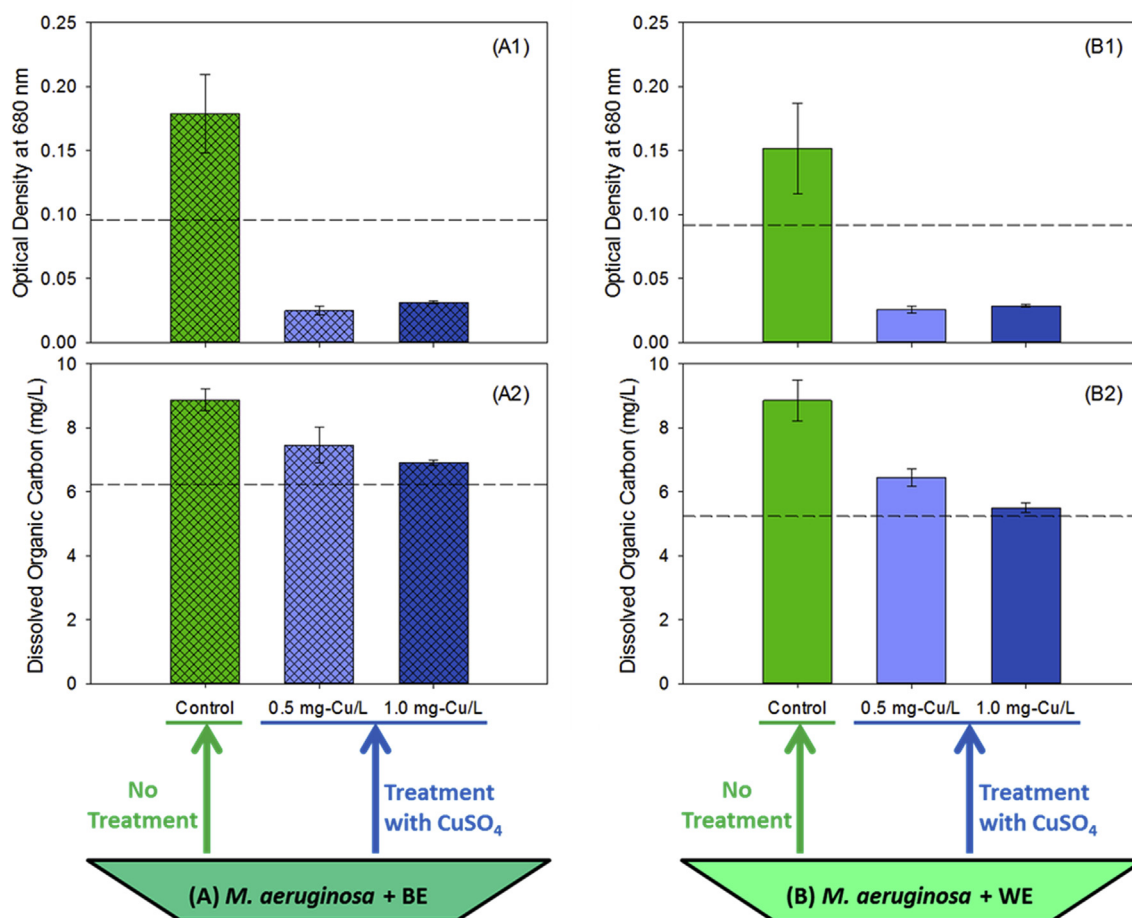 (A1)
Optical Density at 680 nm
0.25
0.20
0.15
0.10
0.05
0.00
(B1)
Optical Density at 680 nm
0.25
0.20
0.15
0.10
0.05
0.00
(A2)
Dissolved Organic Carbon (mg/L)
10
8
6
4
2
0
Control 0.5 mg-Cu/L 1.0 mg-Cu/L
(B2)
Dissolved Organic Carbon (mg/L)
10
8
6
4
2
0
Control 0.5 mg-Cu/L 1.0 mg-Cu/L
No
Treatment
Treatment
with CuSO₄
No
Treatment
Treatment
with CuSO₄
(A) M. aeruginosa + BE
(B) M. aeruginosa + WE